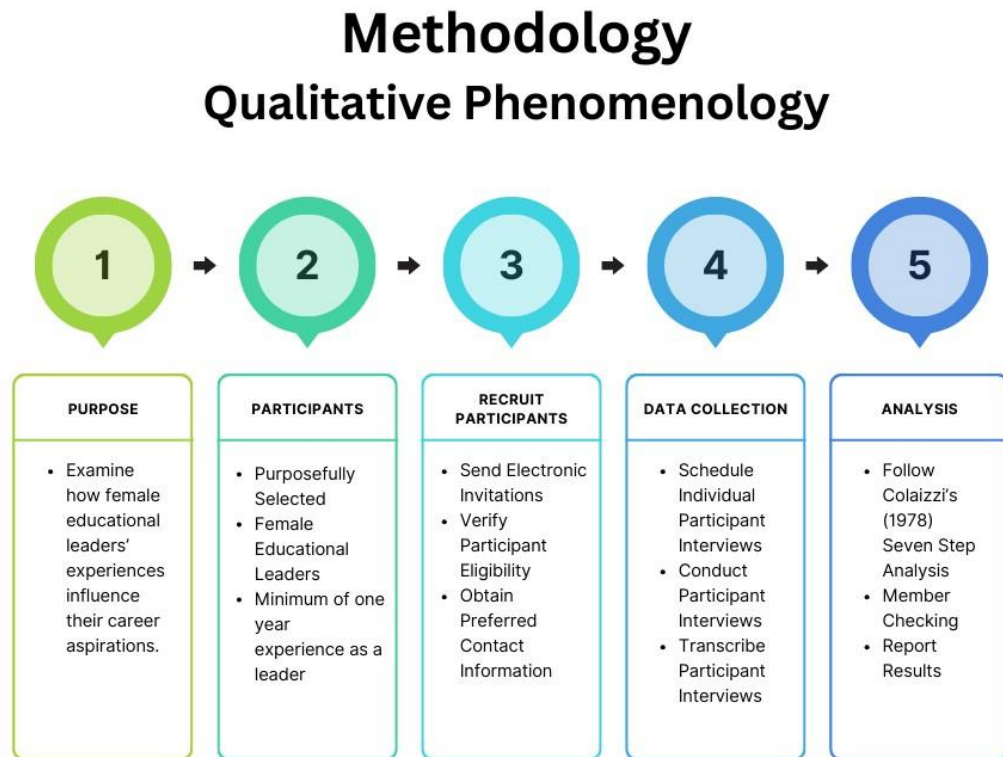 Methodology
Qualitative Phenomenology
1
2
3
4
5
PURPOSE
• Examine
how female
educational
leaders’
experiences
influence
their career
aspirations.
PARTICIPANTS
• Purposefully
Selected
• Female
Educational
Leaders
• Minimum of one
year
experience as a
leader
RECRUIT
PARTICIPANTS
• Send Electronic
Invitations
• Verify
Participant
Eligibility
• Obtain
Preferred
Contact
Information
DATA COLLECTION
• Schedule
Individual
Participant
Interviews
• Conduct
Participant
Interviews
• Transcribe
Participant
Interviews
ANALYSIS
• Follow
Colaizzi’s
(1978)
Seven Step
Analysis
• Member
Checking
• Report
Results